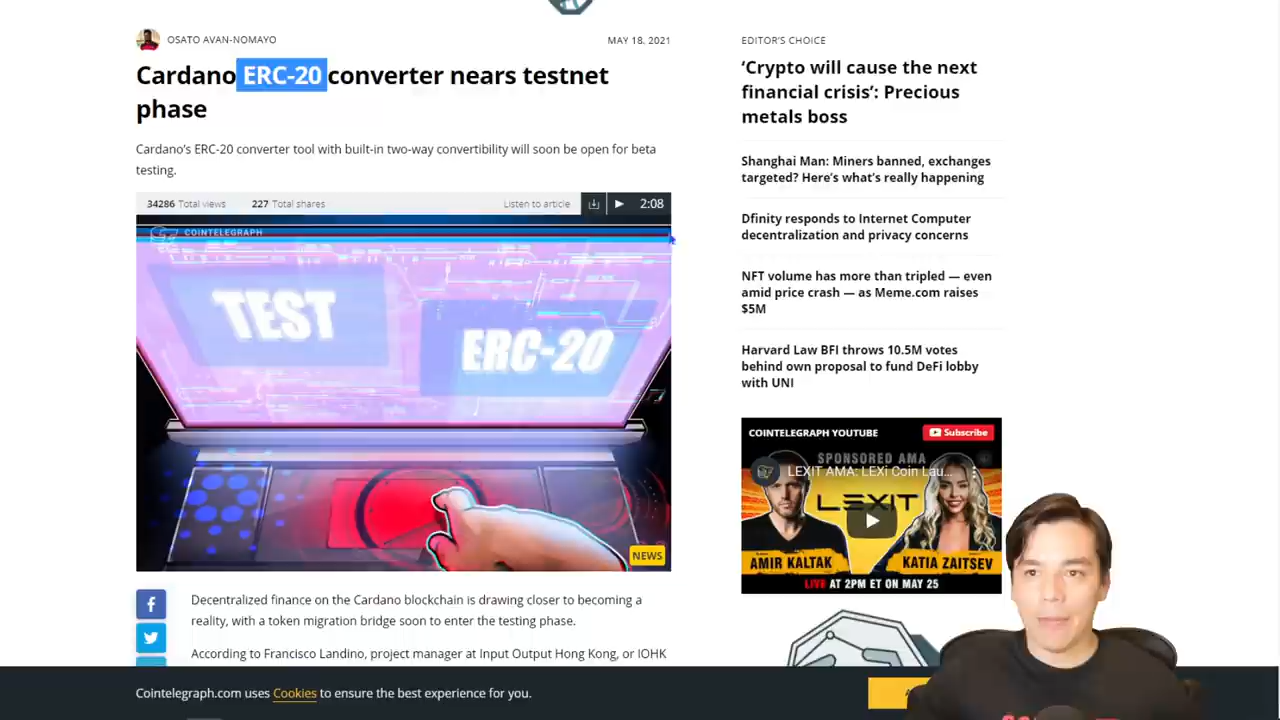 OSATO AVAN-NOMAYO
MAY 18, 2021
Cardano ERC-20 converter nears testnet
phase
Cardano’s ERC-20 converter tool with built-in two-way convertibility will soon be open for beta
testing.
34286 Total views 227 Total shares
Listen to article 2:08
COINTELEGRAPH
TEST
ERC-20
NEWS
Decentralized finance on the Cardano blockchain is drawing closer to becoming a
reality, with a token migration bridge soon to enter the testing phase.
According to Francisco Landino, project manager at Input Output Hong Kong, or IOHK
EDITOR’S CHOICE
‘Crypto will cause the next
financial crisis’: Precious
metals boss
Shanghai Man: Miners banned, exchanges
targeted? Here’s what’s really happening
Dfinity responds to Internet Computer
decentralization and privacy concerns
NFT volume has more than tripled — even
amid price crash — as Meme.com raises
$5M
Harvard Law BFI throws 10.5M votes
behind own proposal to fund DeFi lobby
with UNI
COINTELEGRAPH YOUTUBE
Subscribe
SPONSORED AMA
LEXIT AMA: LEXi Coin Lau...
LEXIT
AMIR KALTAK
KATIA ZAITSEV
LIVE AT 2PM ET ON MAY 25
Cointelegraph.com uses Cookies to ensure the best experience for you.